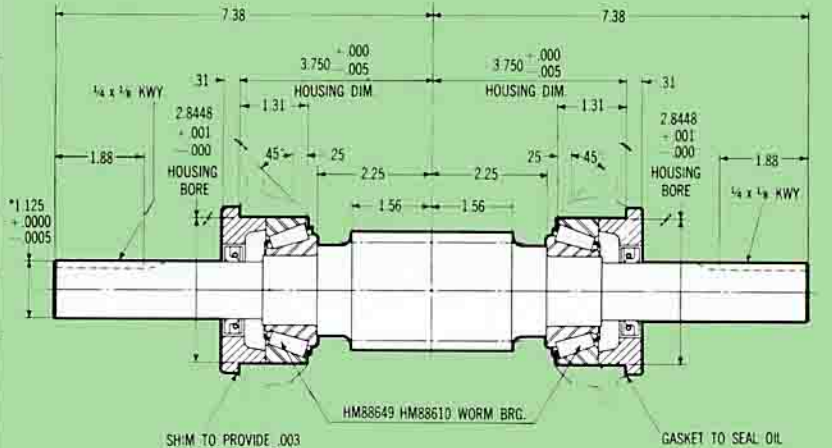 7.38
7.38
+ .000
3.750 — .005
HOUSING DIM
+ .000
3.750 — .005
HOUSING DIM.
.31
.31
1/4 x 1/8 KWY
2.8448
+ .001
— .000
HOUSING
BORE
1.31
1.31
2.8448
+ .001
— .000
HOUSING
BORE
1.88
45°
.25
2.25
2.25
.25
45°
1.88
1/4 x 1/8 KWY
*1.125
+ .0000
— .0005
1.56
1.56
HM88649 HM88610 WORM BRG.
SHIM TO PROVIDE .003
GASKET TO SEAL OIL